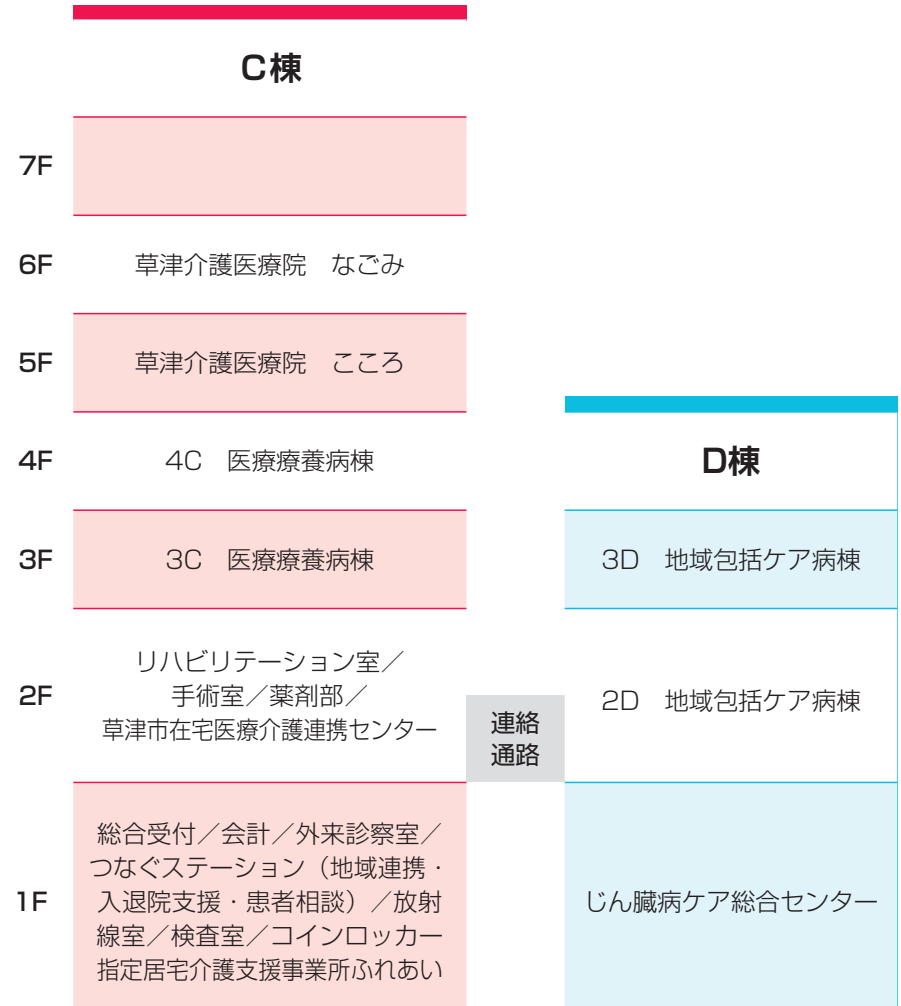 C棟
7F
6F
草津介護医療院　なごみ
5F
草津介護医療院　こころ
4F
4C　医療療養病棟
D棟
3F
3C　医療療養病棟
3D　地域包括ケア病棟
2F
リハビリテーション室／
手術室／薬剤部／
草津市在宅医療介護連携センター
連絡
通路
2D　地域包括ケア病棟
1F
総合受付／会計／外来診察室／
つなぐステーション（地域連携・
入退院支援・患者相談）／放射
線室／検査室／コインロッカー
指定居宅介護支援事業所ふれあい
じん臓病ケア総合センター